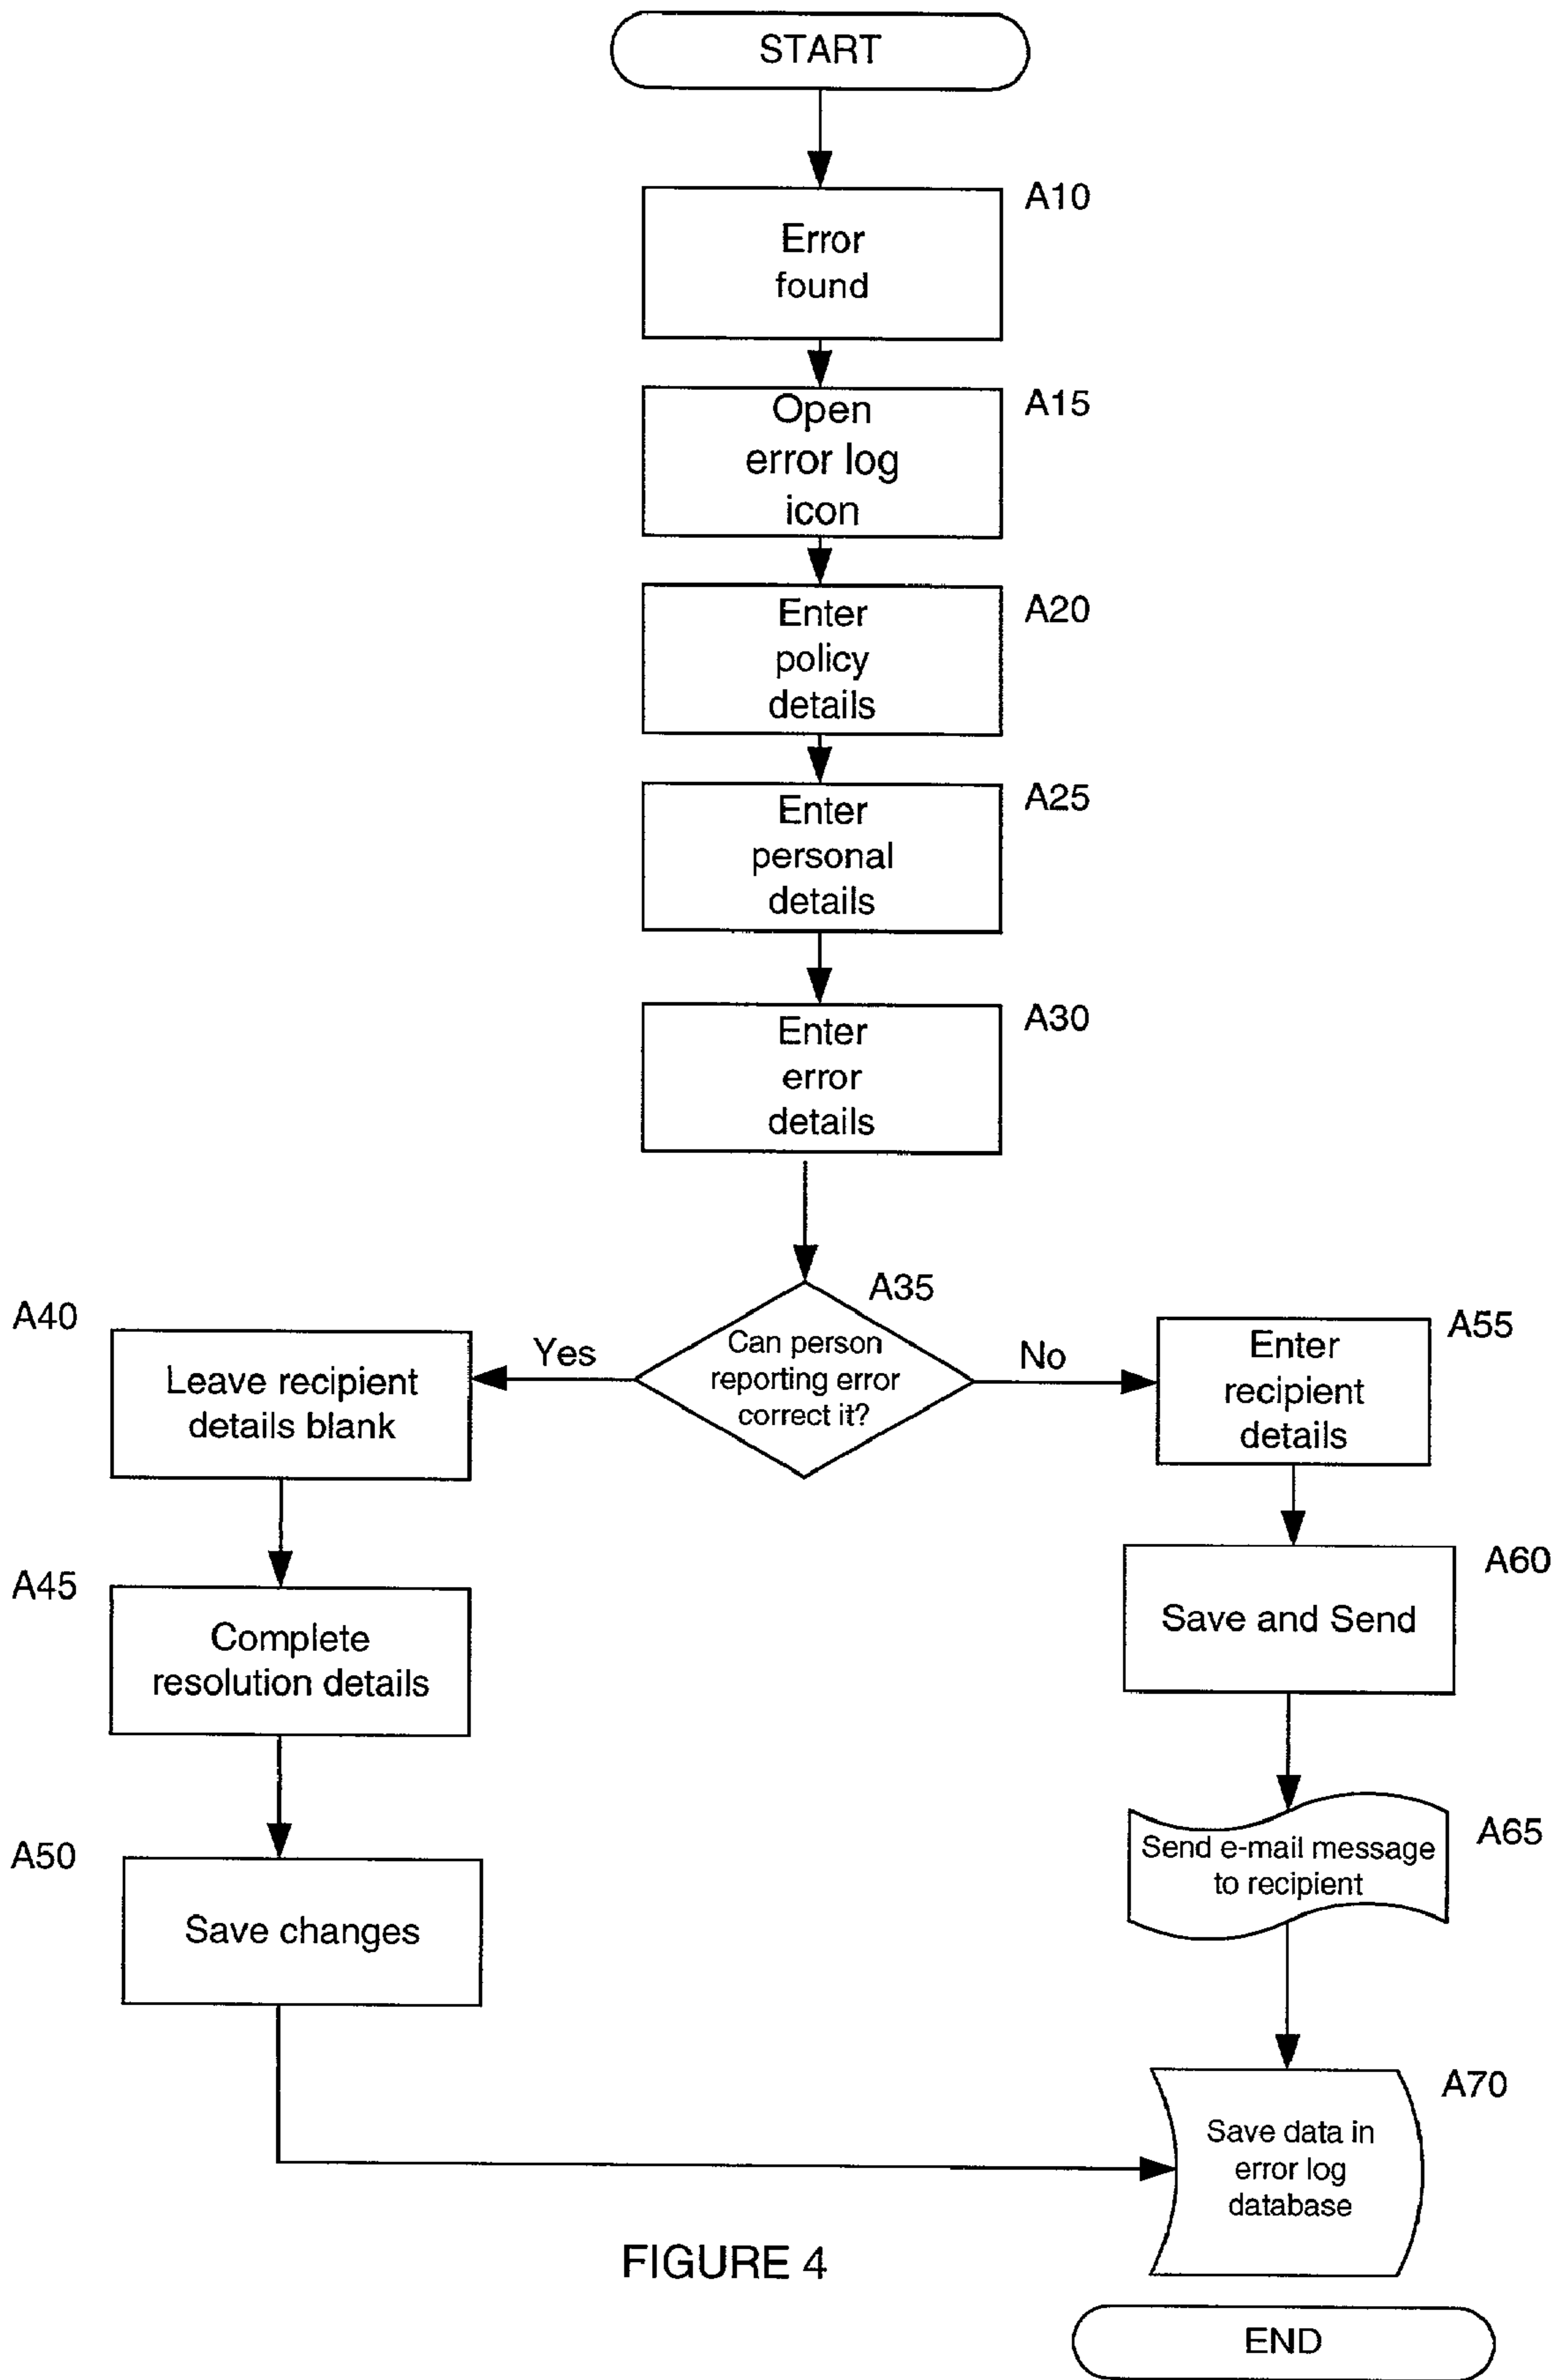 START
A10
Error
found
A15
Open
error log
icon
A20
Enter
policy
details
A25
Enter
personal
details
A30
Enter
error
details
A35
Can person
reporting error
correct it?
Yes
No
A40
Leave recipient
details blank
A45
Complete
resolution details
A50
Save changes
A55
Enter
recipient
details
A60
Save and Send
A65
Send e-mail message
to recipient
A70
Save data in
error log
database
FIGURE 4
END